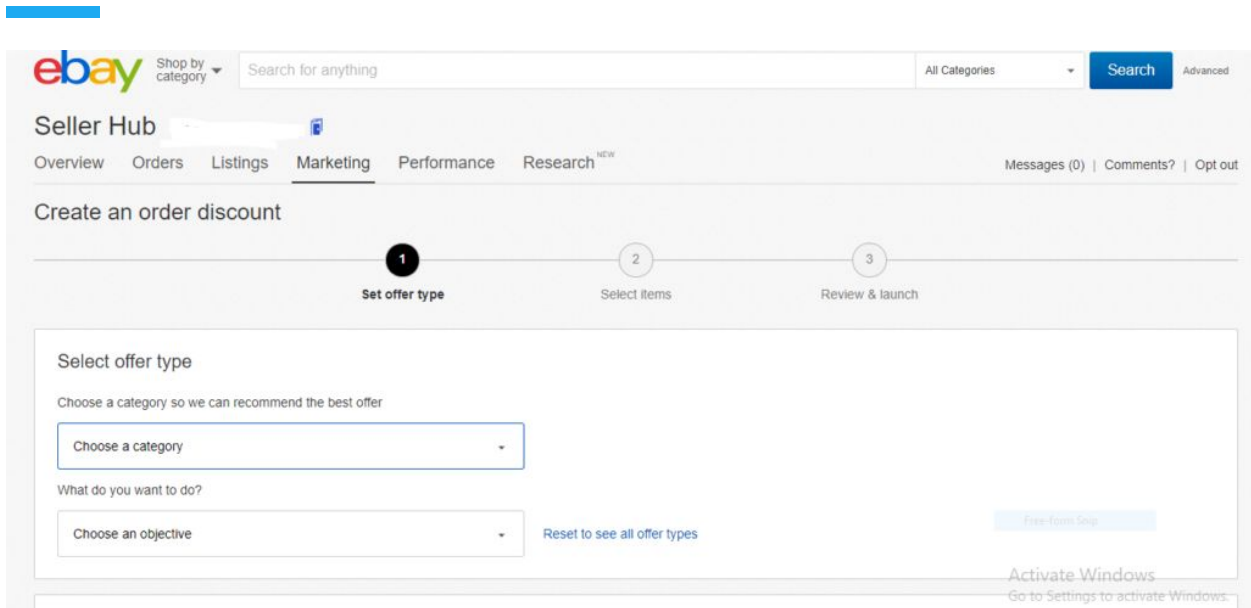 ebay
Shop by
category
Search for anything
All Categories
Search
Advanced
Seller Hub
Overview
Orders
Listings
Marketing
Performance
Research NEW
Messages (0) | Comments? | Opt out
Create an order discount
1
2
3
Set offer type
Select items
Review & launch
Select offer type
Choose a category so we can recommend the best offer
Choose a category
What do you want to do?
Choose an objective
Reset to see all offer types
Free-form Snip
Activate Windows
Go to Settings to activate Windows.